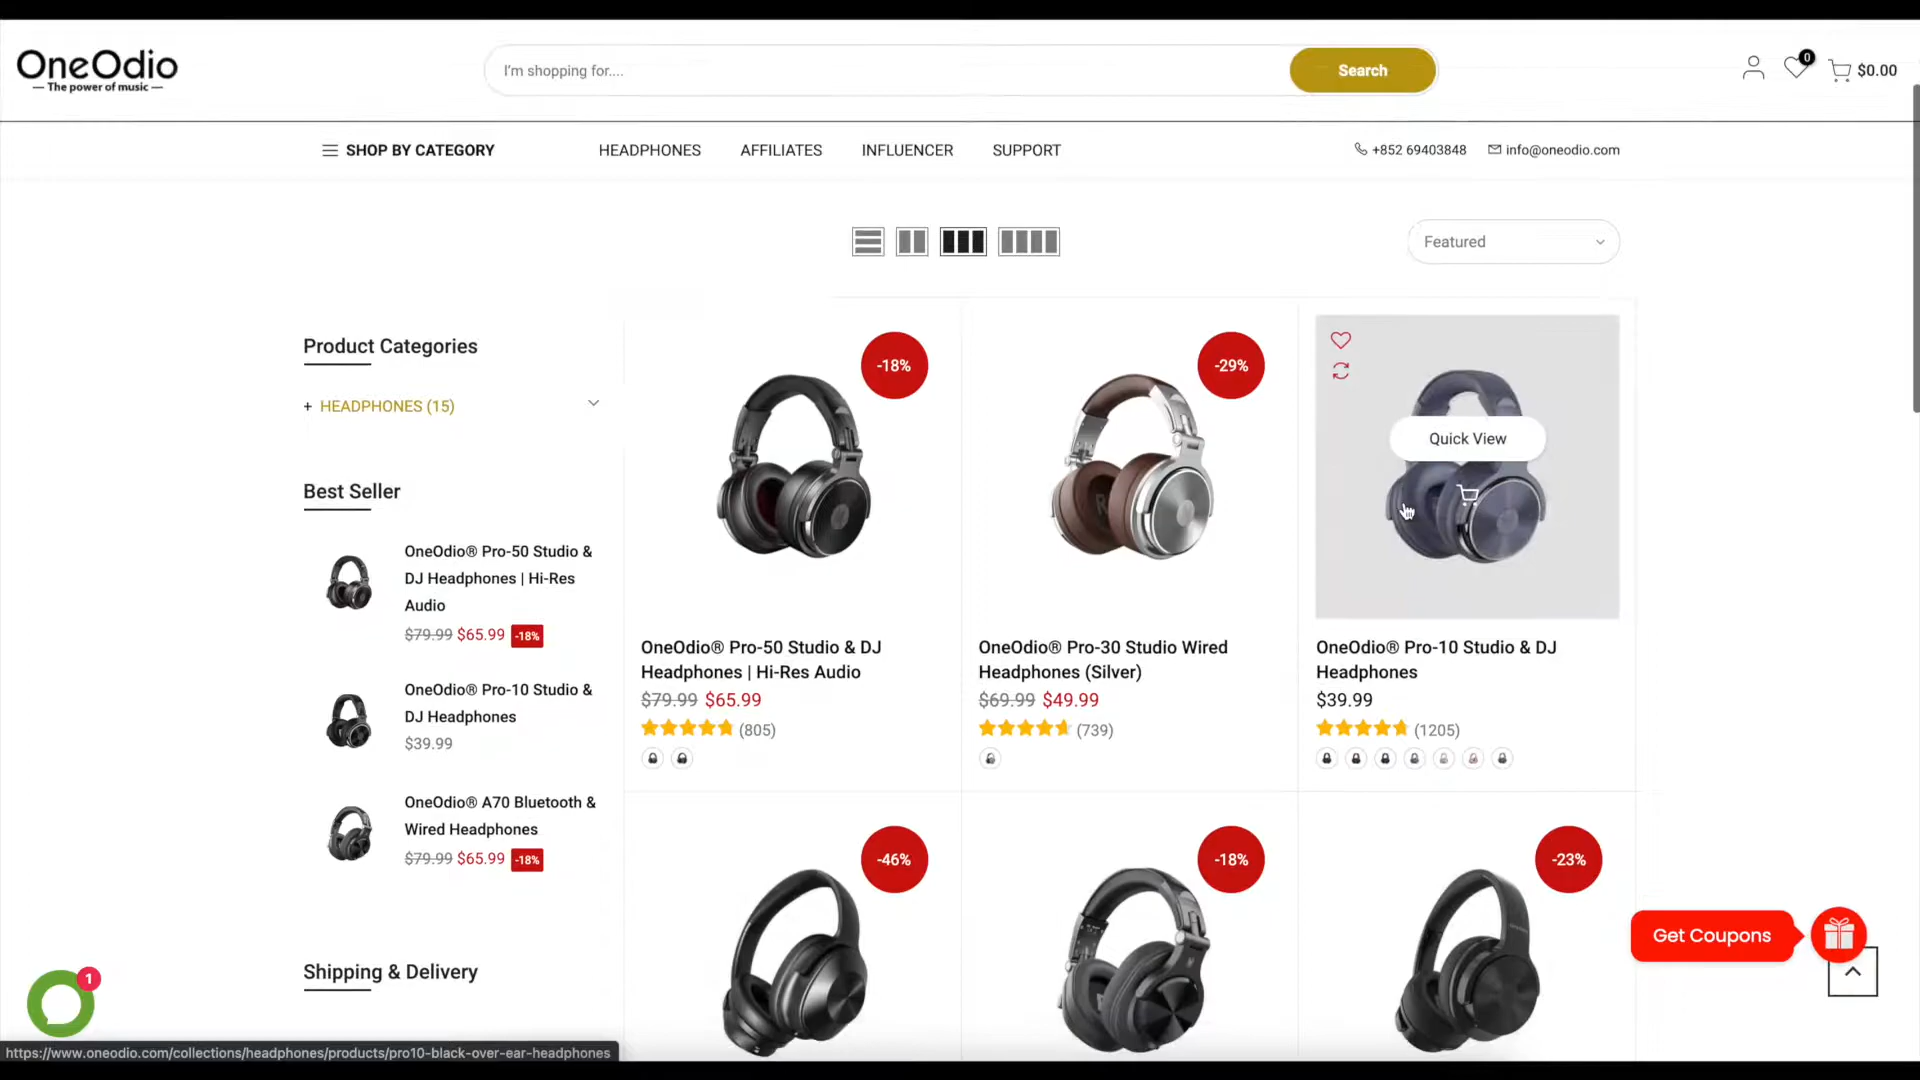 OneOdio
The power of music
I'm shopping for....
Search
0
$0.00
SHOP BY CATEGORY
HEADPHONES
AFFILIATES
INFLUENCER
SUPPORT
+852 69403848
info@oneodio.com
Featured
Product Categories
+ HEADPHONES (15)
Best Seller
OneOdio® Pro-50 Studio &
DJ Headphones | Hi-Res
Audio
$79.99 $65.99 -18%
OneOdio® Pro-10 Studio &
DJ Headphones
$39.99
OneOdio® A70 Bluetooth &
Wired Headphones
$79.99 $65.99 -18%
Shipping & Delivery
-18%
OneOdio® Pro-50 Studio & DJ
Headphones | Hi-Res Audio
$79.99 $65.99
(805)
-29%
R
OneOdio® Pro-30 Studio Wired
Headphones (Silver)
$69.99 $49.99
(739)
Quick View
OneOdio® Pro-10 Studio & DJ
Headphones
$39.99
(1205)
-46%
-18%
-23%
Get Coupons
1
https://www.oneodio.com/collections/headphones/products/pro10-black-over-ear-headphones